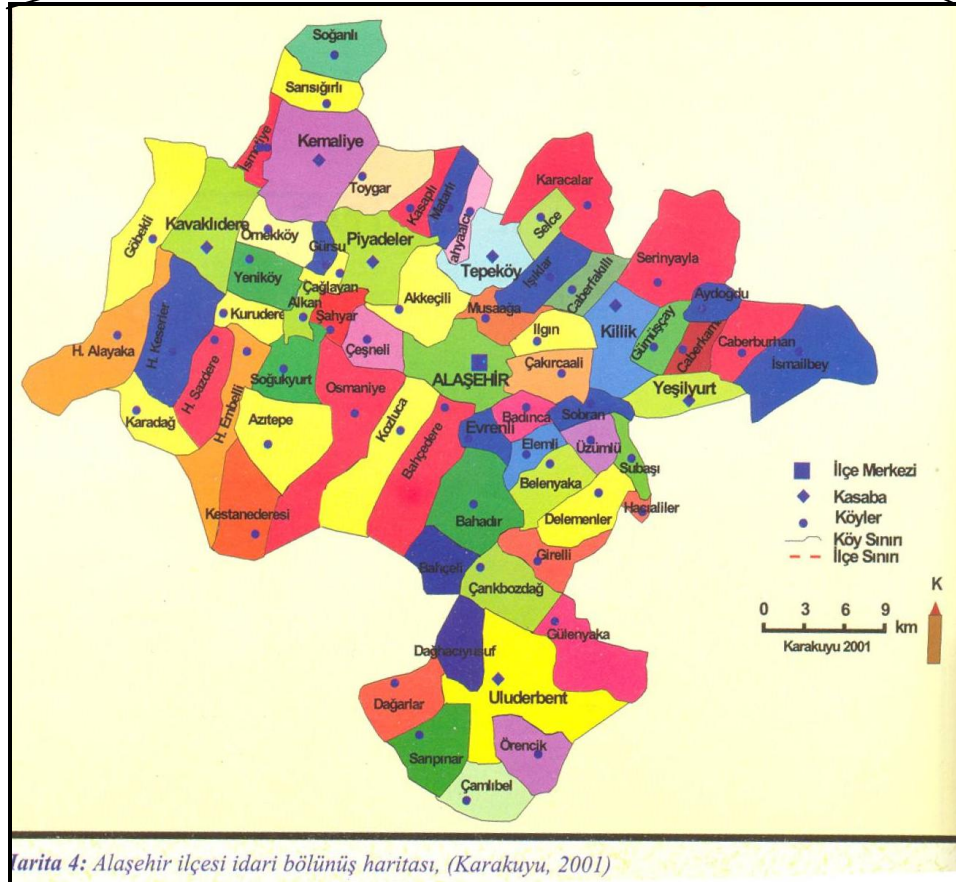 Soğanlı
Sarısığırlı
İsmetiye
Kemaliye
Toygar
Kasaplı
Matarlı
Karacalar
Selce
Göbekli
Kavaklıdere
Örnekköy
Gürsu
Piyadeler
Tepeköy
Işıklar
Caberfakılı
Serinyayla
Yeniköy
Çağlayan
Akkeçili
Aydoğdu
Alkan
Musaağa
Kurudere
Şahyar
Ilgın
Killik
Gümüşçay
Caberkamara
Caberburhan
İsmailbey
H. Alayaka
H. Keserler
H. Sazdere
Çeşneli
ALAŞEHİR
Çakırcaali
Soğukyurt
Osmaniye
Yeşilyurt
Karadağ
H. Embelli
Azıtepe
Kozluca
Bahçedere
Evrenli
Badınca
Sobran
Elemli
Üzümlü
Subaşı
Belenyaka
Kestanederesi
Bahadır
Delemenler
Hacıaliler
Girelli
Bahçeli
Çarıkbozdağ
Gülenyaka
Dağhacıyusuf
Uluderbent
Dağarlar
Sarıpınar
Örencik
Çamlıbel
İlçe Merkezi
Kasaba
Köyler
Köy Sınırı
İlçe Sınırı
K
0 3 6 9
km
Karakuyu 2001
Harita 4: Alaşehir ilçesi idari bölünüş haritası, (Karakuyu, 2001)